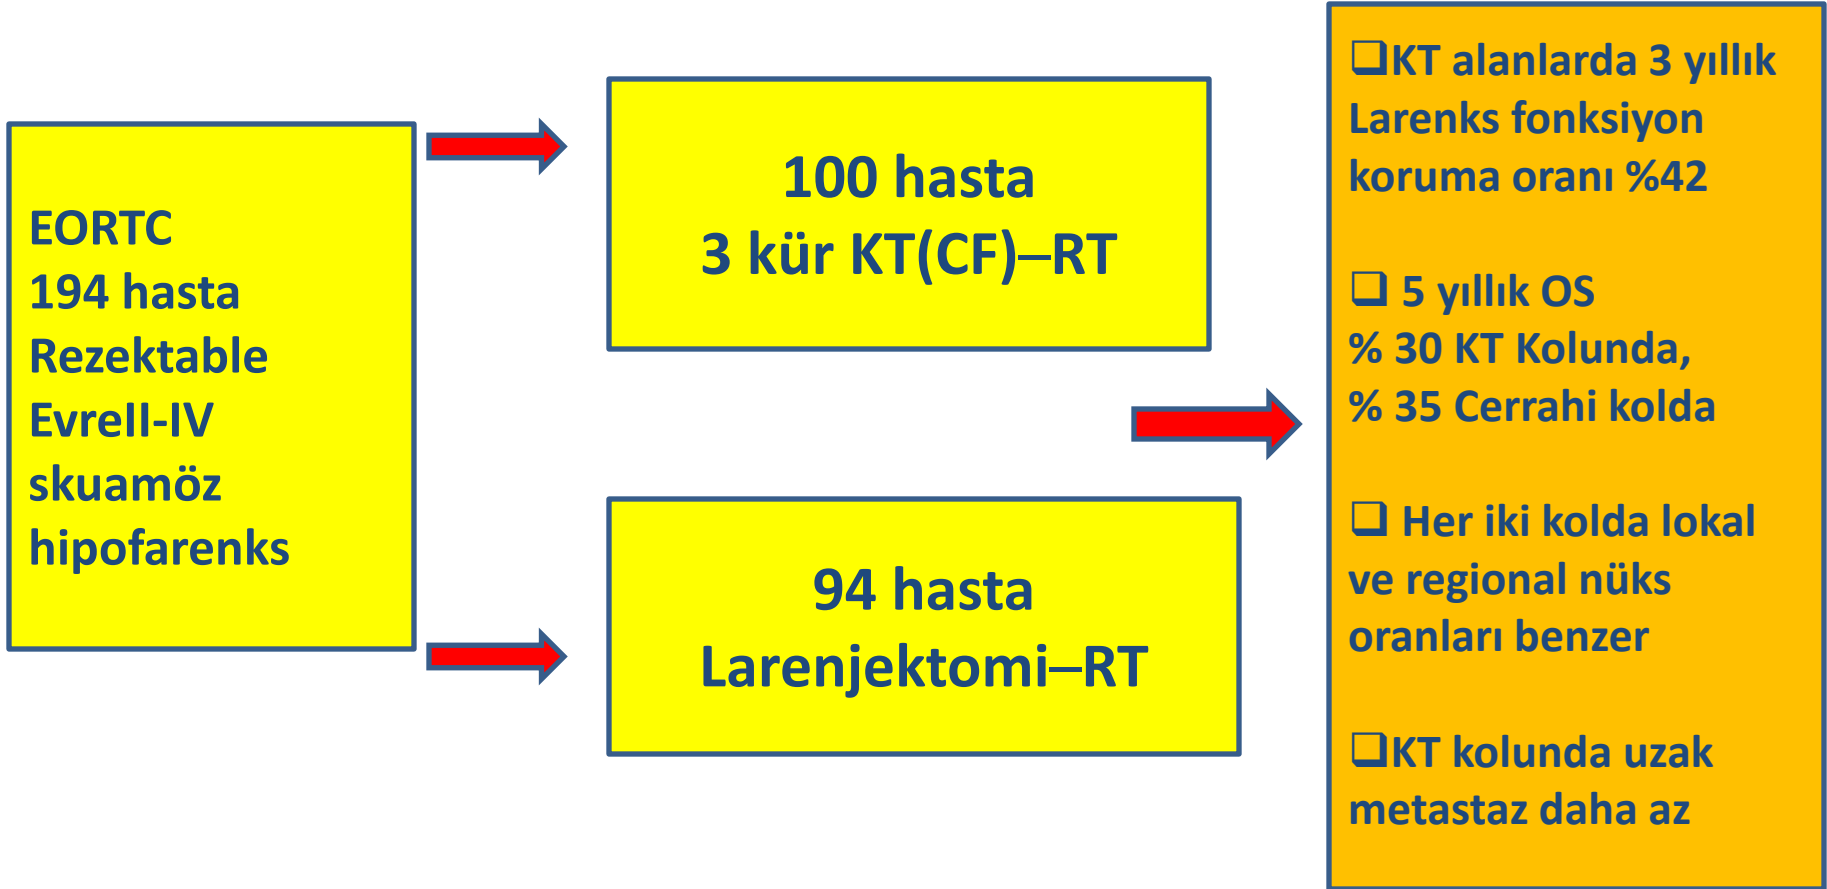 EORTC
194 hasta
Rezektable
EvreII-IV
skuamöz
hipofarenks
100 hasta
3 kür KT(CF)–RT
94 hasta
Larenjektomi–RT
❑KT alanlarda 3 yıllık
Larenks fonksiyon
koruma oranı %42
❑ 5 yıllık OS
% 30 KT Kolunda,
% 35 Cerrahi kolda
❑ Her iki kolda lokal
ve regional nüks
oranları benzer
❑KT kolunda uzak
metastaz daha az